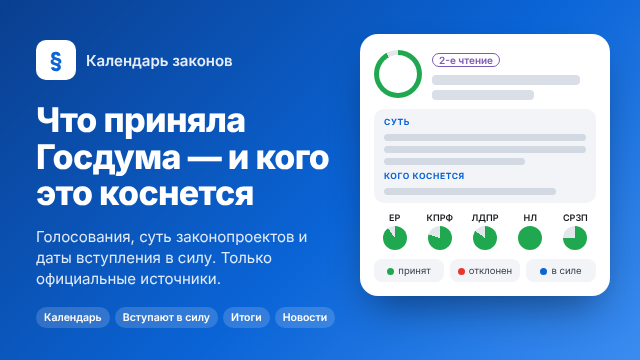 §
Календарь законов
Что приняла
Госдума — и кого
это коснется
Голосования, суть законопроектов и
даты вступления в силу. Только
официальные источники.
Календарь
Вступают в силу
Итоги
Новости
2-е чтение
СУТЬ
КОГО КОСНЕТСЯ
ЕР КПРФ ЛДПР НЛ СРЗП
принят отклонен в силе